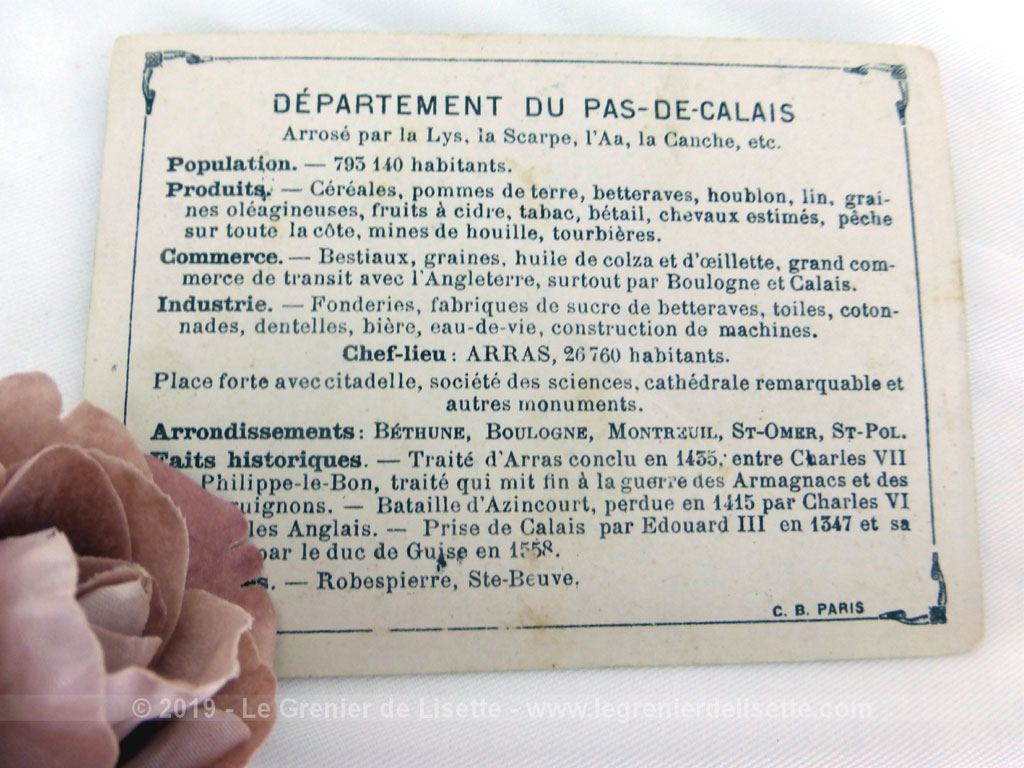 DÉPARTEMENT DU PAS-DE-CALAIS
Arrosé par la Lys, la Scarpe, l'Aa, la Canche, etc.
Population. — 793 140 habitants.
Produits. — Céréales, pommes de terre, betteraves, houblon, lin, grai-
nes oléagineuses, fruits à cidre, tabac, bétail, chevaux estimés, pêche
sur toute la côte, mines de houille, tourbières.
Commerce. — Bestiaux, graines, huile de colza et d'œillette, grand com-
merce de transit avec l'Angleterre, surtout par Boulogne et Calais.
Industrie. — Fonderies, fabriques de sucre de betteraves, toiles, coton-
nades, dentelles, bière, eau-de-vie, construction de machines.
Chef-lieu : ARRAS, 26 760 habitants.
Place forte avec citadelle, société des sciences, cathédrale remarquable et
autres monuments.
Arrondissements : BÉTHUNE, BOULOGNE, MONTREUIL, ST-OMER, ST-POL.
Faits historiques. — Traité d'Arras conclu en 1435, entre Charles VII
Philippe-le-Bon, traité qui mit fin à la guerre des Armagnacs et des
uignons. — Bataille d'Azincourt, perdue en 1415 par Charles VI
les Anglais. — Prise de Calais par Edouard III en 1347 et sa
par le duc de Guise en 1558.
s. — Robespierre, Ste-Beuve.
C. B. PARIS
© 2019 - Le Grenier de Lisette - www.legrenierdelisette.com